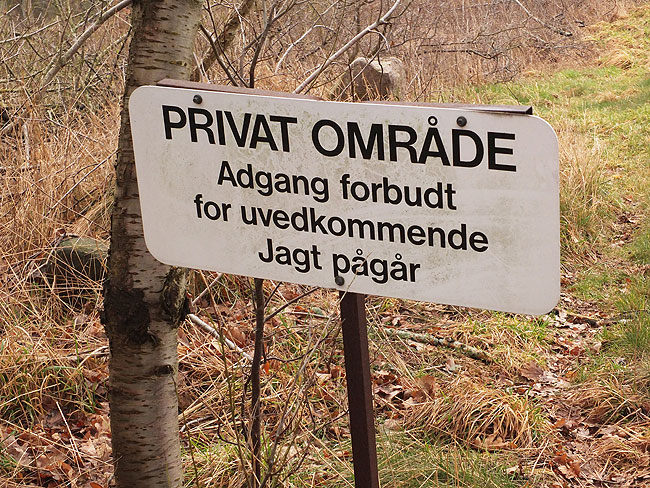 PRIVAT OMRÅDE
Adgang forbudt
for uvedkommende
Jagt pågår